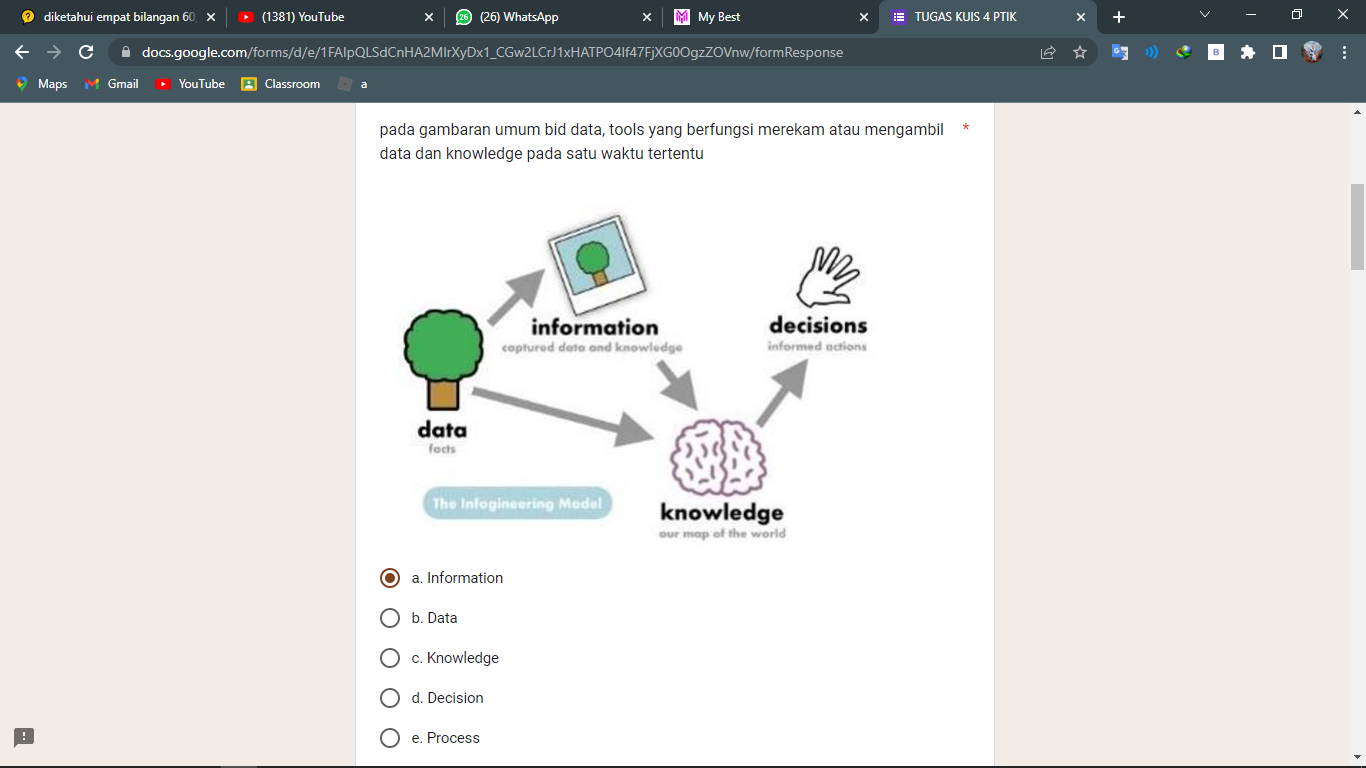 diketahui empat bilangan 60
(1381) YouTube
(26) WhatsApp
My Best
TUGAS KUIS 4 PTIK
docs.google.com/forms/d/e/1FAIpQLSdCnHA2MIrXyDx1_CGw2LCrJ1xHATPO4lf47FjXG0OgzZOVnw/formResponse
Maps
Gmail
YouTube
Classroom
a
pada gambaran umum bid data, tools yang berfungsi merekam atau mengambil *
data dan knowledge pada satu waktu tertentu
information
captured data and knowledge
decisions
informed actions
data
facts
The Infogineering Model
knowledge
our map of the world
a. Information
b. Data
c. Knowledge
d. Decision
e. Process